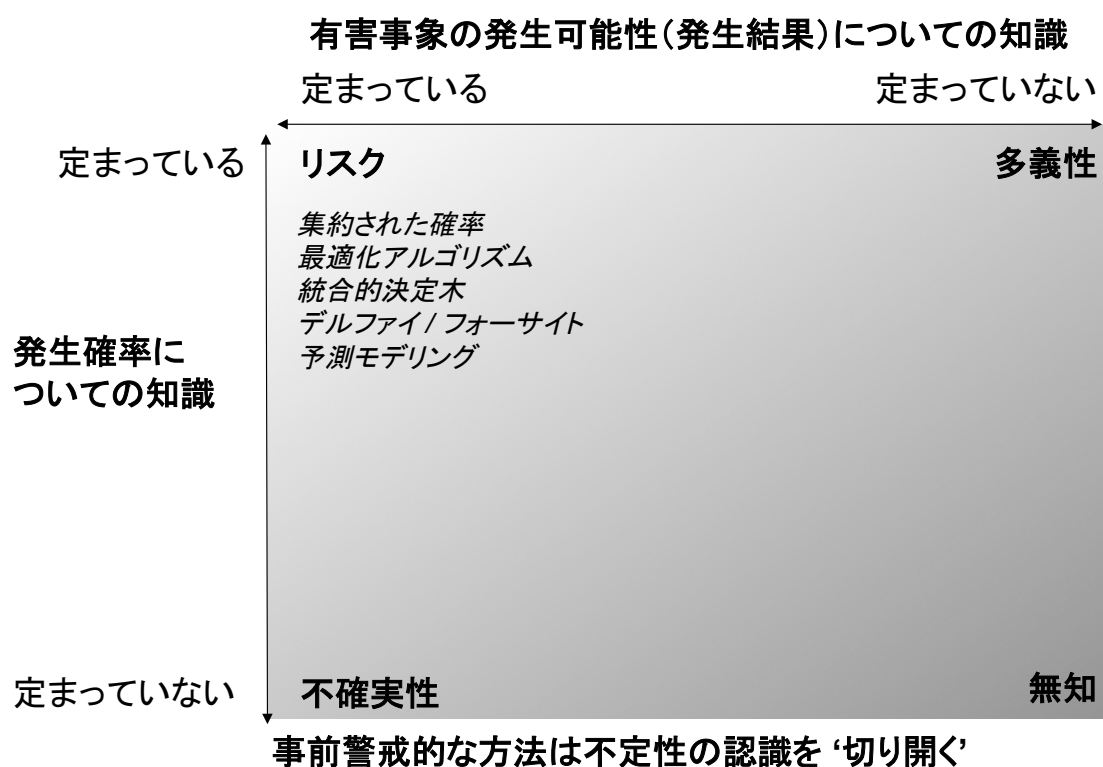 有害事象の発生可能性(発生結果)についての知識
定まっている
定まっていない
定まっている
リスク
多義性
集約された確率
最適化アルゴリズム
統合的決定木
デルファイ / フォーサイト
予測モデリング
発生確率に
ついての知識
定まっていない
不確実性
無知
事前警戒的な方法は不定性の認識を ‘切り開く’